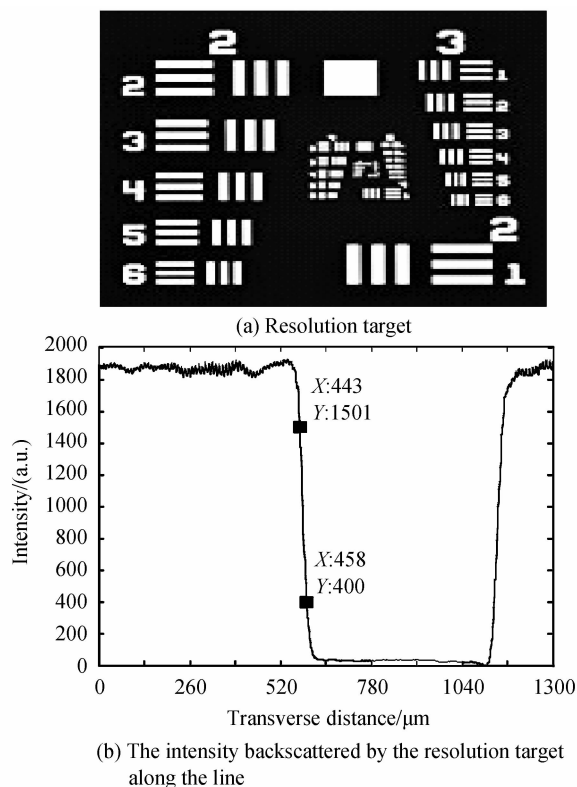 2 3
2 1
3 2
4 3
5 4
6 5
6
2
1
(a) Resolution target
2000
1800
1600
1400
1200
1000
800
600
400
200
0
Intensity/(a.u.)
X:443
Y:1501
X:458
Y:400
0 260 520 780 1040 1300
Transverse distance/μm
(b) The intensity backscattered by the resolution target
along the line